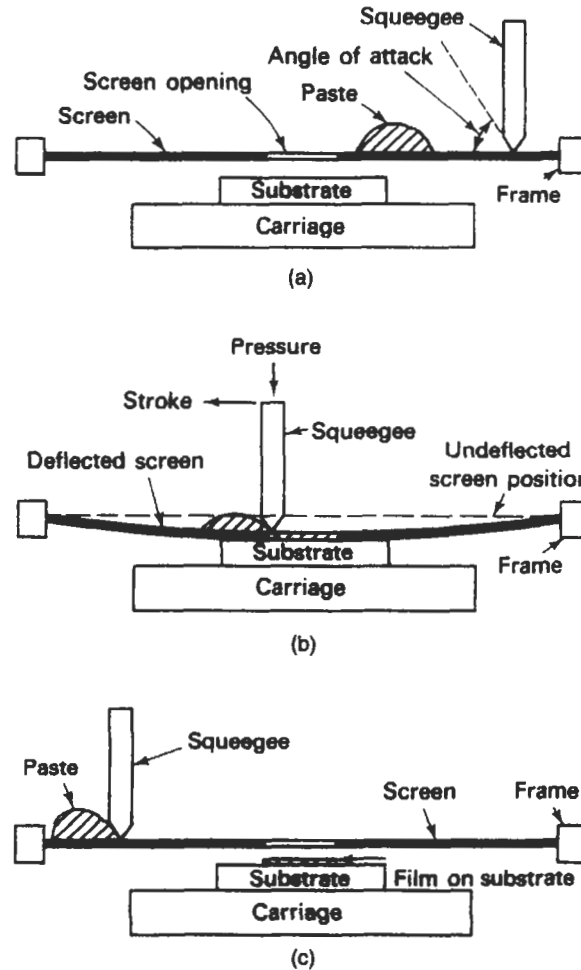 Squeegee
Angle of attack
Screen opening
Paste
Screen
Substrate
Frame
Carriage
(a)
Pressure
Stroke
Squeegee
Undeflected
Deflected screen
screen position
Substrate
Frame
Carriage
(b)
Squeegee
Paste
Screen
Frame
Substrate
Film on substrate
Carriage
(c)